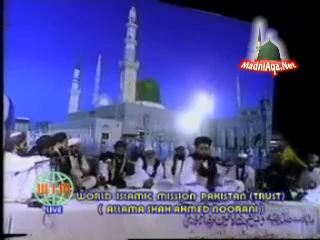 MadniAqa.Net
W.I.M
WORLD ISLAMIC MISSION PAKISTAN (TRUST)
LIVE
( ALLAMA SHAH AHMED NOORANI )